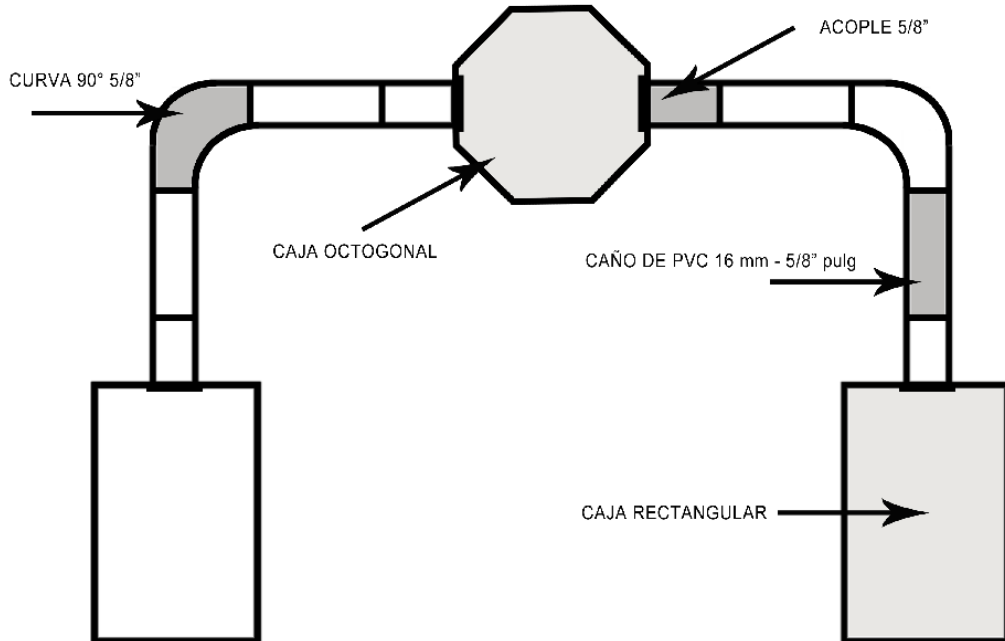 ACOPLE 5/8”
CURVA 90° 5/8”
CAJA OCTOGONAL
CAÑO DE PVC 16 mm - 5/8” pulg
CAJA RECTANGULAR